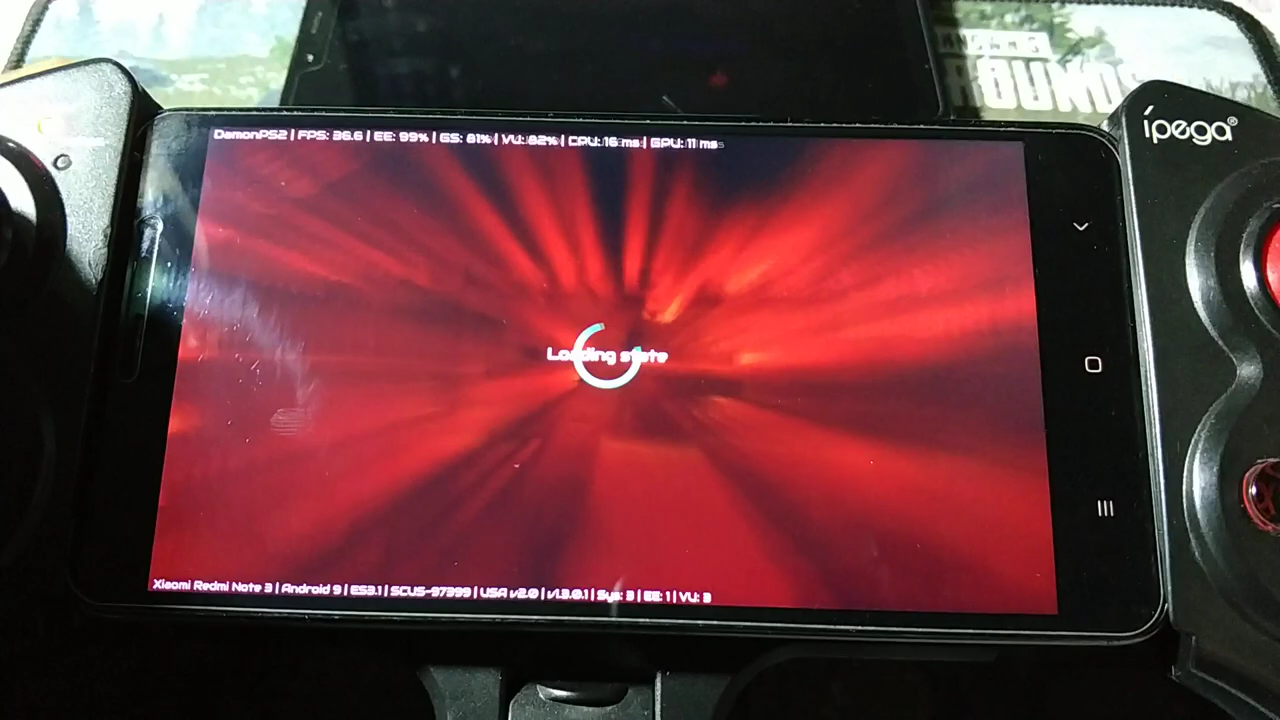 ROUNDS
ípega®
DamonPS2 | FPS: 36.6 | EE: 99% | GS: 81% | VU: 82% | CPU: 16 ms | GPU: 11 ms
Loading state
Xiaomi Redmi Note 3 | Android 9 | ES3.1 | SCUS-97399 | USA v2.0 | v1.3.0.1 | Sys: 3 | EE: 1 | VU: 3